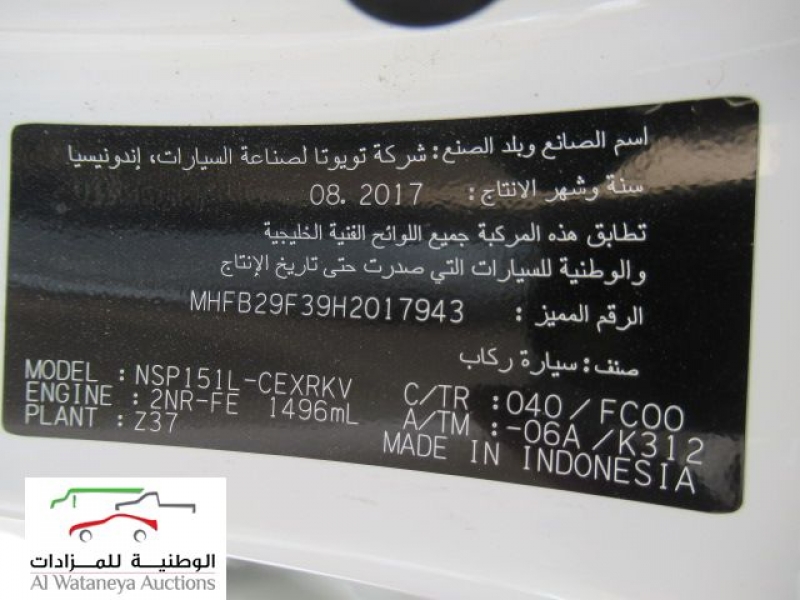 اسم الصانع وبلد الصنع: شركة تويوتا لصناعة السيارات، إندونيسيا
سنة وشهر الانتاج: 08. 2017
تطابق هذه المركبة جميع اللوائح الفنية الخليجية
والوطنية للسيارات التي صدرت حتى تاريخ الإنتاج
الرقم المميز: MHFB29F39H2017943
صنف: سيارة ركاب
MODEL : NSP151L-CEXRKV
ENGINE : 2NR-FE 1496mL
PLANT : Z37
C/TR :040/FC00
A/TM :-06A/K312
MADE IN INDONESIA
الوطنية للمزادات
Al Wataneya Auctions